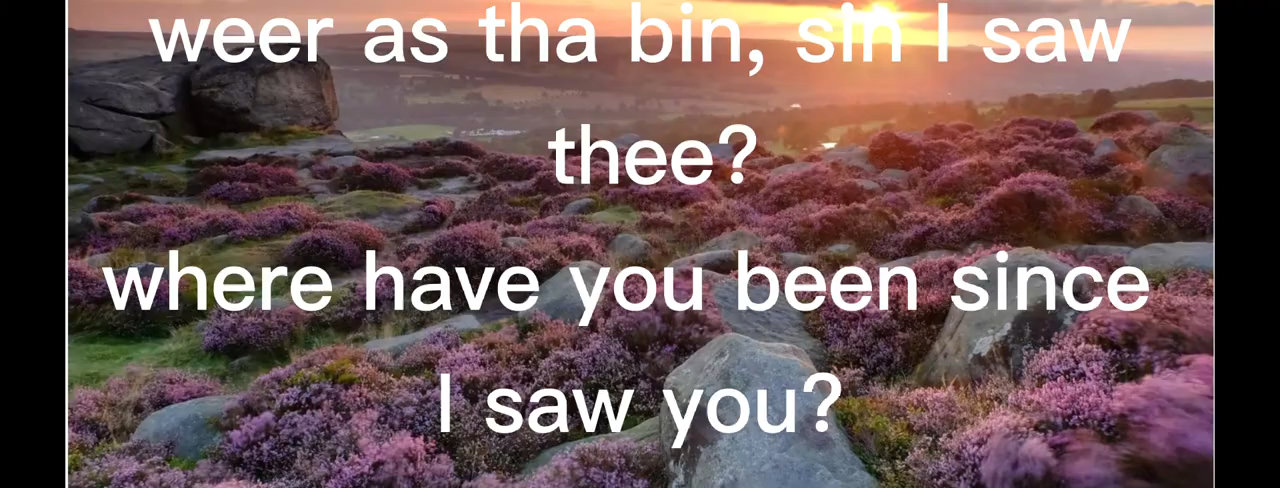 weer as tha bin, sin I saw
thee?
where have you been since
I saw you?